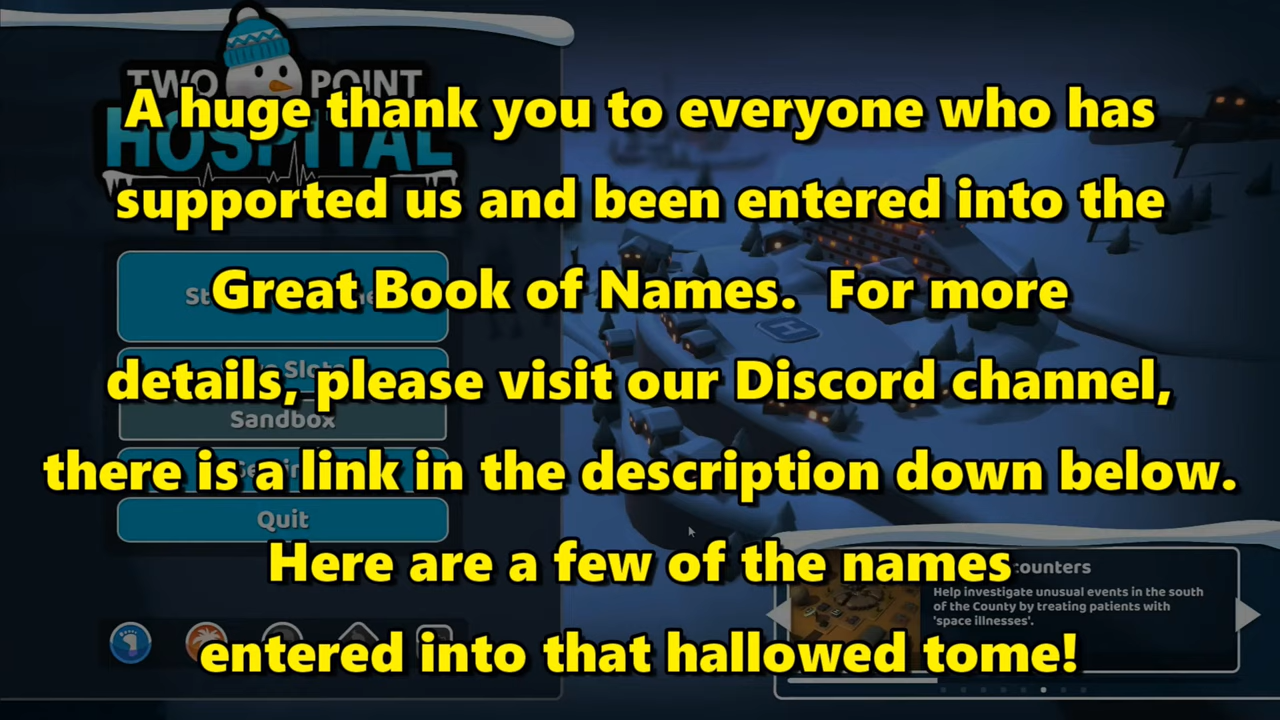 TWO POINT
HOSPITAL
A huge thank you to everyone who has
supported us and been entered into the
Great Book of Names.  For more
details, please visit our Discord channel,
there is a link in the description down below.
Here are a few of the names
entered into that hallowed tome!
Sandbox
Quit
Help investigate unusual events in the south
of the County by treating patients with
'space illnesses'.